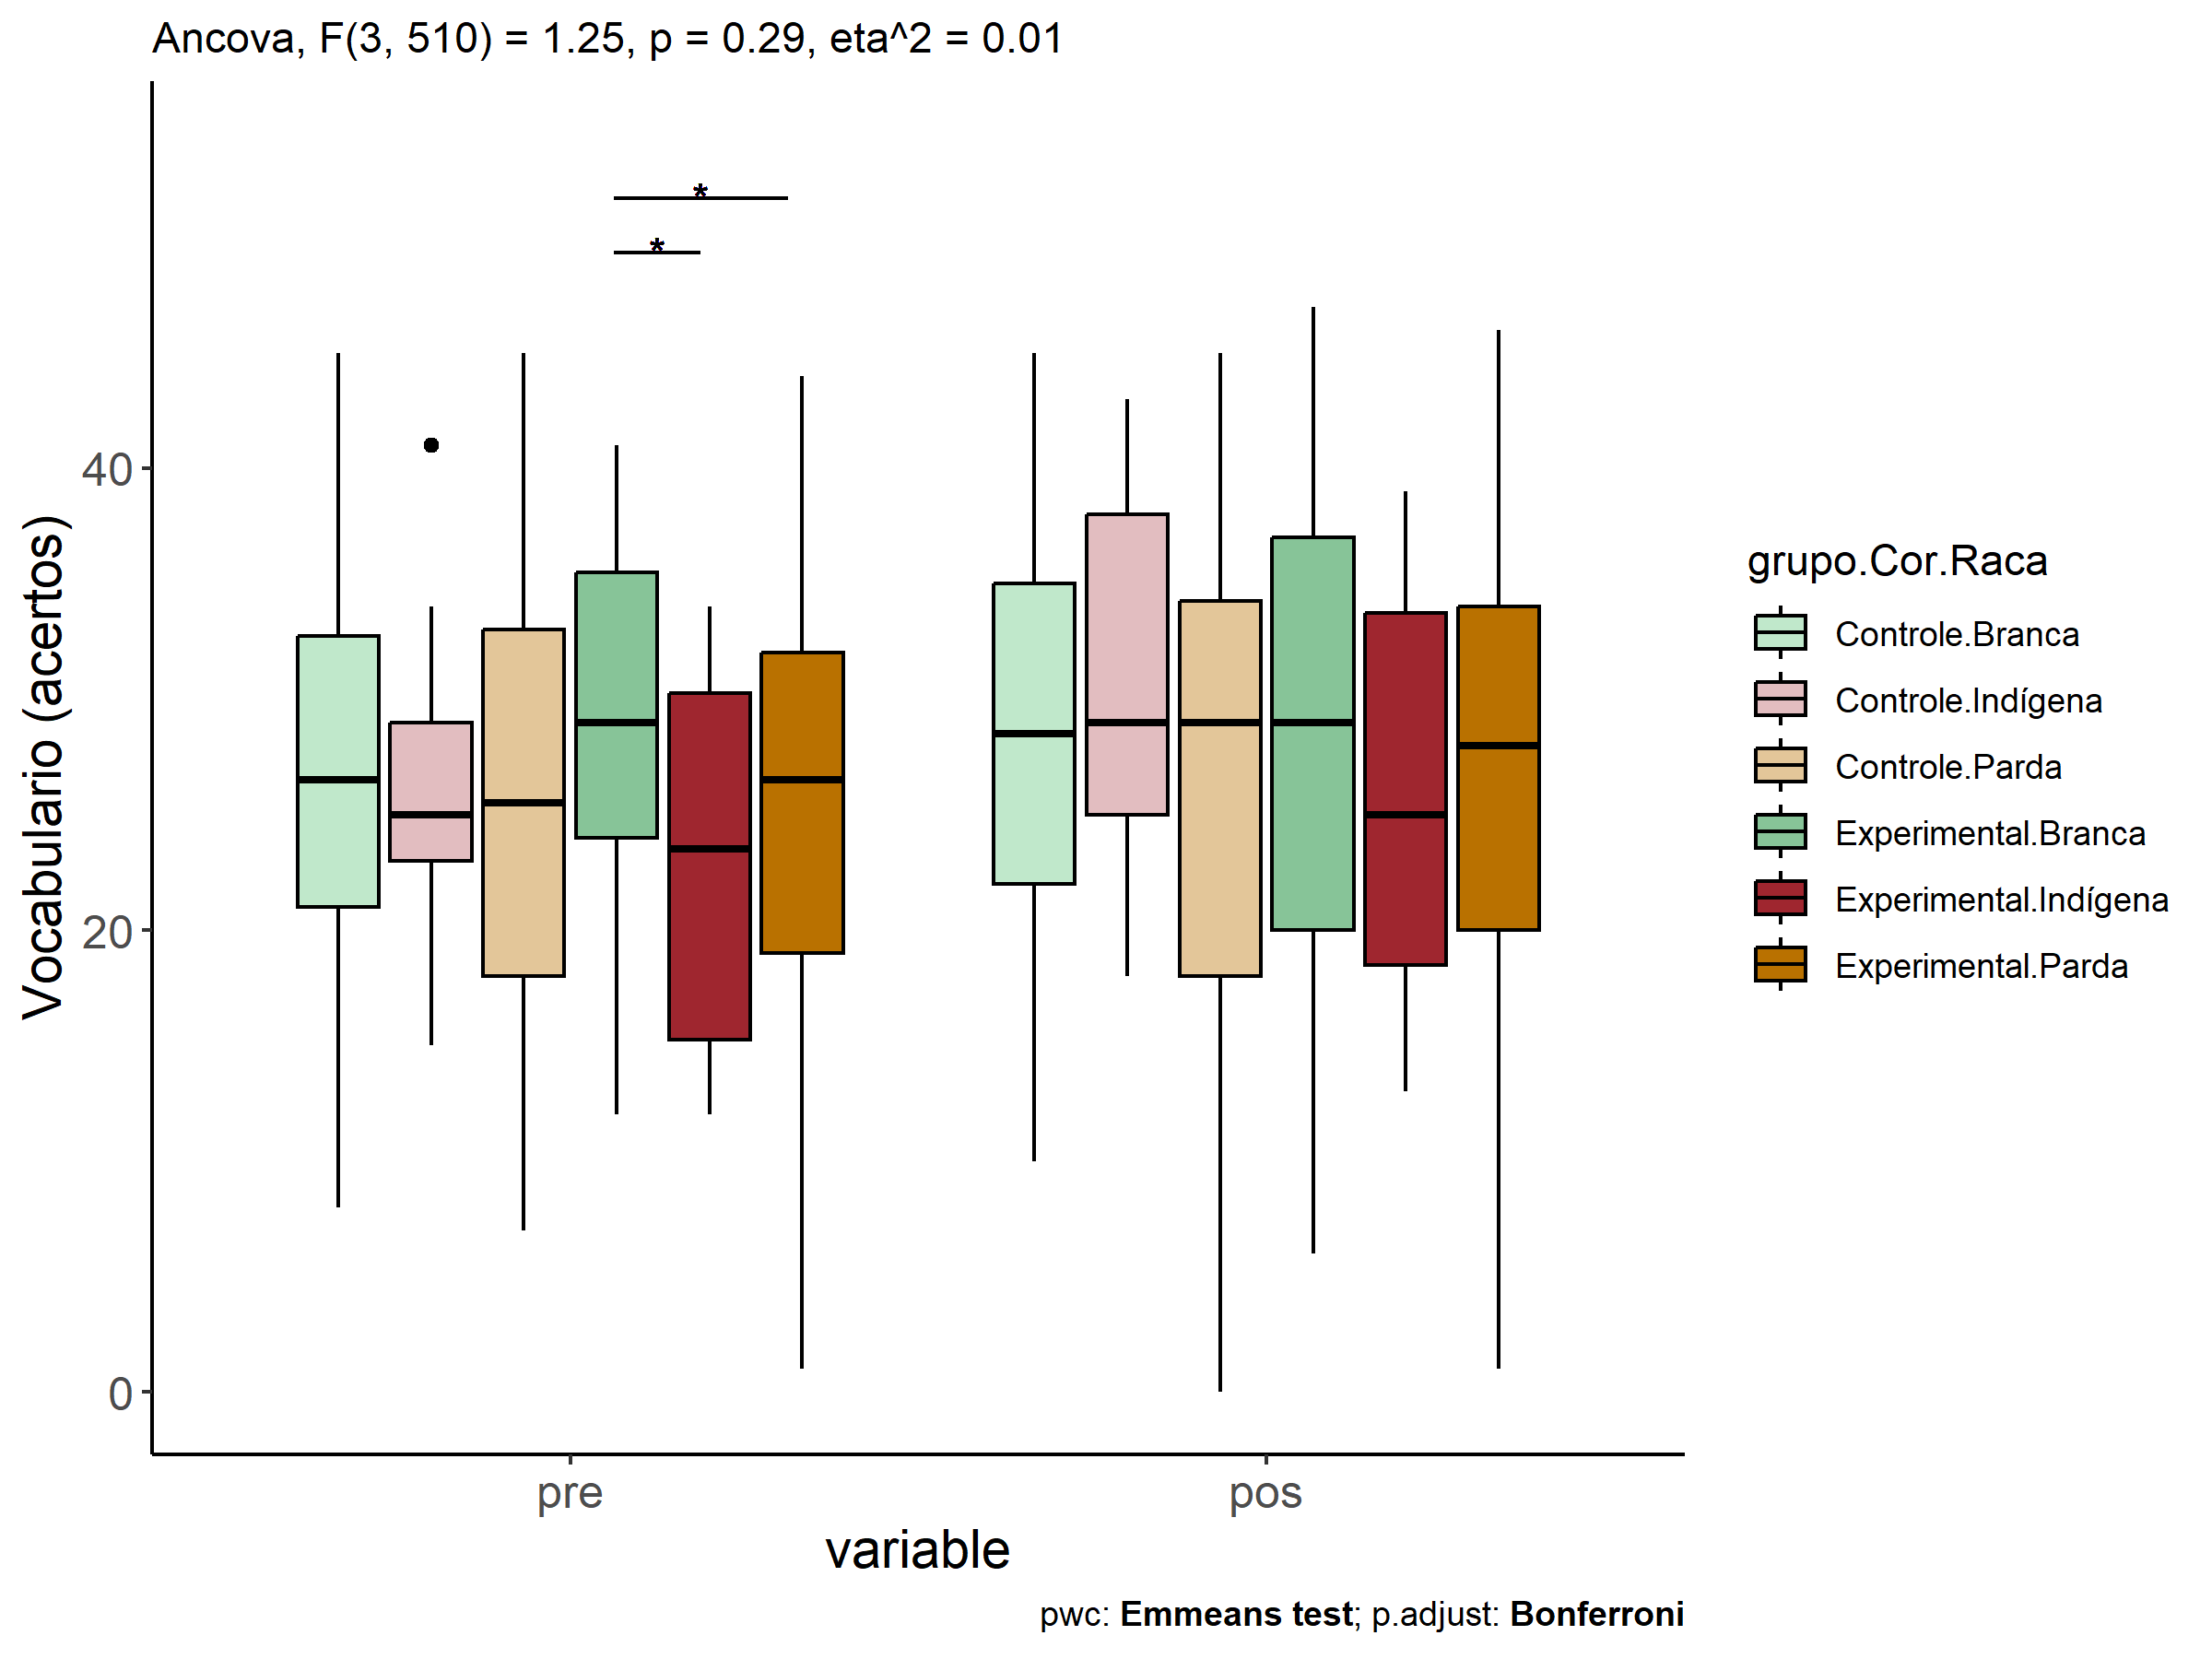 Ancova, F(3, 510) = 1.25, p = 0.29, eta^2 = 0.01
*
*
40
20
0
Vocabulario (acertos)
pre
pos
variable
grupo.Cor.Raca
Controle.Branca
Controle.Indígena
Controle.Parda
Experimental.Branca
Experimental.Indígena
Experimental.Parda
pwc: Emmeans test; p.adjust: Bonferroni